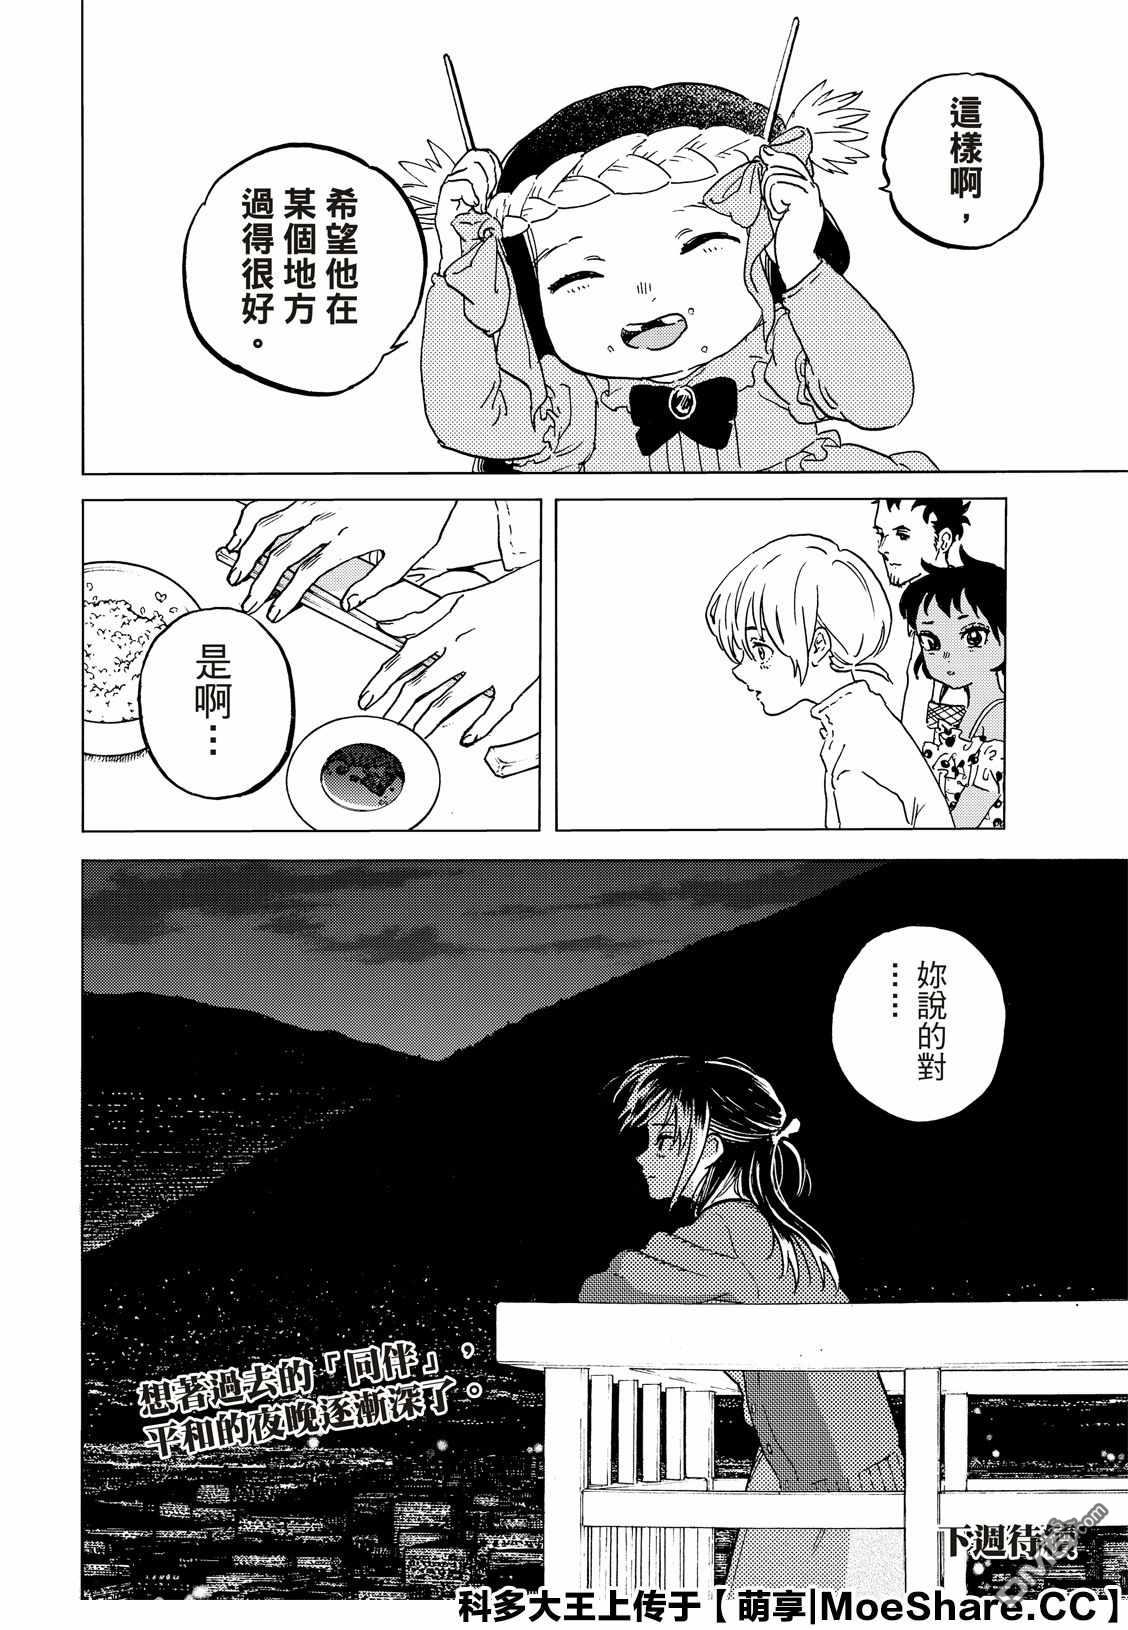 這樣啊，
希望他在
某個地方
過得很好。
是啊…
妳說的對
……
想著過去的「同伴」，
平和的夜晚逐漸深了。
下週待續
科多大王上传于【萌享|MoeShare.CC】